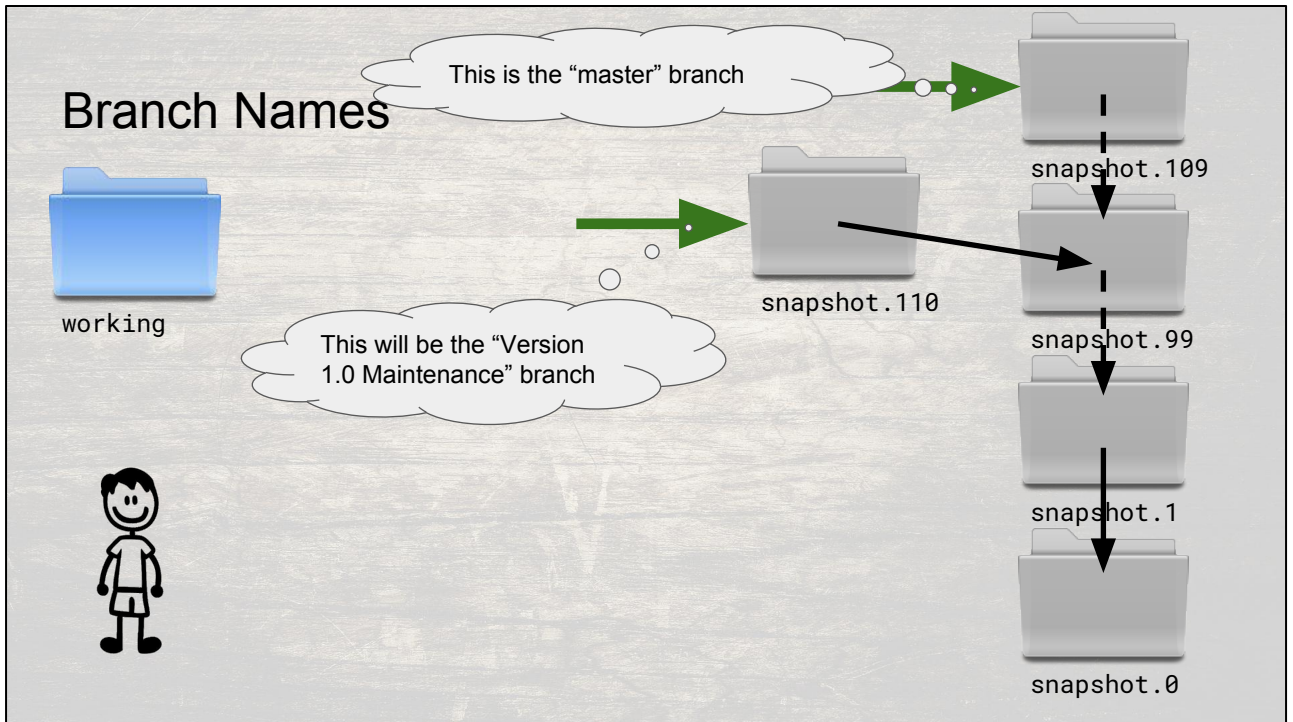 This is the “master” branch
Branch Names
snapshot.109
working
snapshot.110
This will be the “Version
1.0 Maintenance” branch
snapshot.99
snapshot.1
snapshot.0